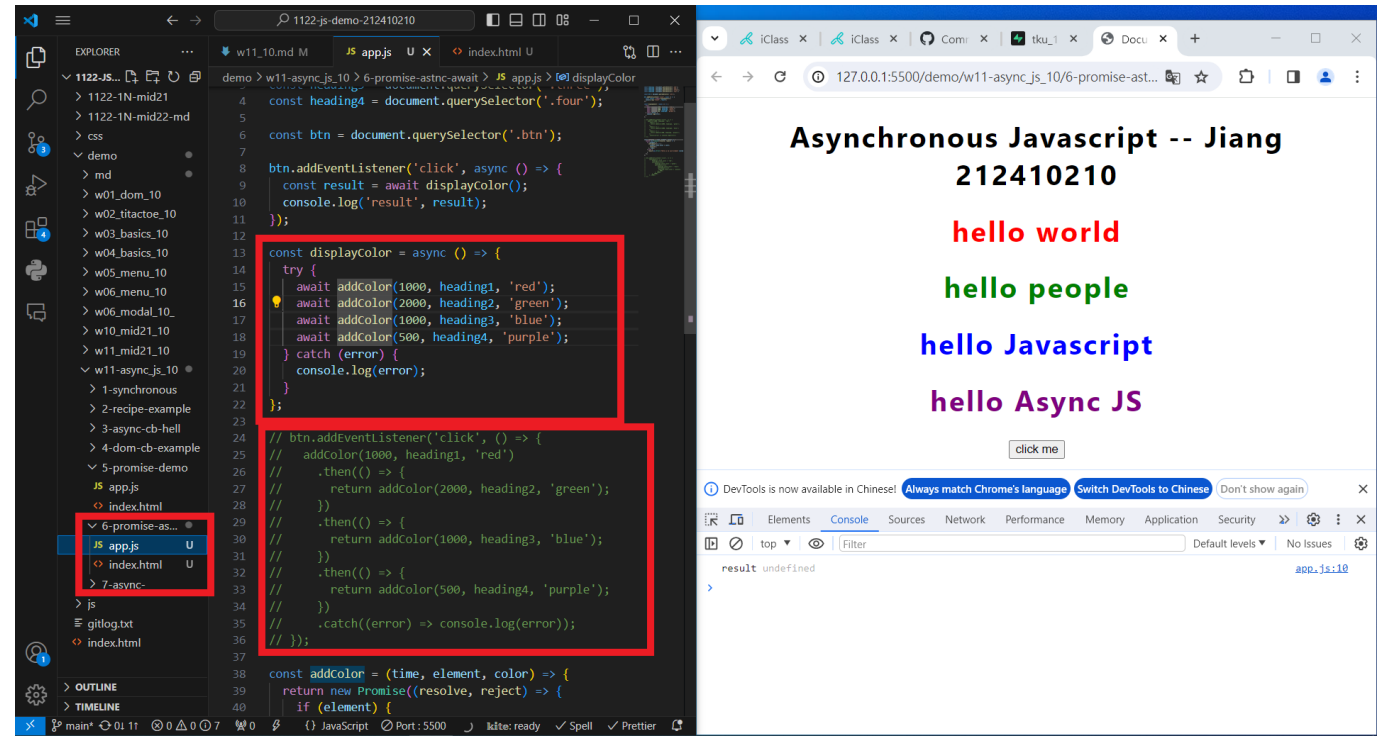 1122-js-demo-212410210
EXPLORER
1122-JS...
1122-1N-mid21
1122-1N-mid22-md
css
demo
md
w01_dom_10
w02_titactoe_10
w03_basics_10
w04_basics_10
w05_menu_10
w06_menu_10
w06_modal_10_
w10_mid21_10
w11_mid21_10
w11-async_js_10
1-synchronous
2-recipe-example
3-async-cb-hell
4-dom-cb-example
5-promise-demo
JS app.js
<> index.html
6-promise-as...
JS app.js U
<> index.html U
7-async-
js
gitlog.txt
<> index.html
OUTLINE
TIMELINE
w11_10.md M JS app.js U <> index.html U
demo > w11-async_js_10 > 6-promise-astnc-await > JS app.js > displayColor
3 const heading3 = document.querySelector('.three');
4 const heading4 = document.querySelector('.four');
5
6 const btn = document.querySelector('.btn');
7
8 btn.addEventListener('click', async () => {
9 const result = await displayColor();
10 console.log('result', result);
11 });
12
13 const displayColor = async () => {
14 try {
15 await addColor(1000, heading1, 'red');
16 await addColor(2000, heading2, 'green');
17 await addColor(1000, heading3, 'blue');
18 await addColor(500, heading4, 'purple');
19 } catch (error) {
20 console.log(error);
21 }
22 };
23
24 // btn.addEventListener('click', () => {
25 // addColor(1000, heading1, 'red')
26 // .then(() => {
27 // return addColor(2000, heading2, 'green');
28 // })
29 // .then(() => {
30 // return addColor(1000, heading3, 'blue');
31 // })
32 // .then(() => {
33 // return addColor(500, heading4, 'purple');
34 // })
35 // .catch((error) => console.log(error));
36 // });
37
38 const addColor = (time, element, color) => {
39 return new Promise((resolve, reject) => {
40 if (element) {
3
4
1
main* 0↓ 1↑ 0 0 7 0 {} JavaScript Port : 5500 kite: ready Spell Prettier
iClass iClass Comm tku_1 Docu
127.0.0.1:5500/demo/w11-async_js_10/6-promise-ast...
Asynchronous Javascript -- Jiang
212410210
hello world
hello people
hello Javascript
hello Async JS
click me
DevTools is now available in Chinese! Always match Chrome's language Switch DevTools to Chinese Don't show again
Elements Console Sources Network Performance Memory Application Security
top Filter Default levels No Issues
result undefined app.js:10